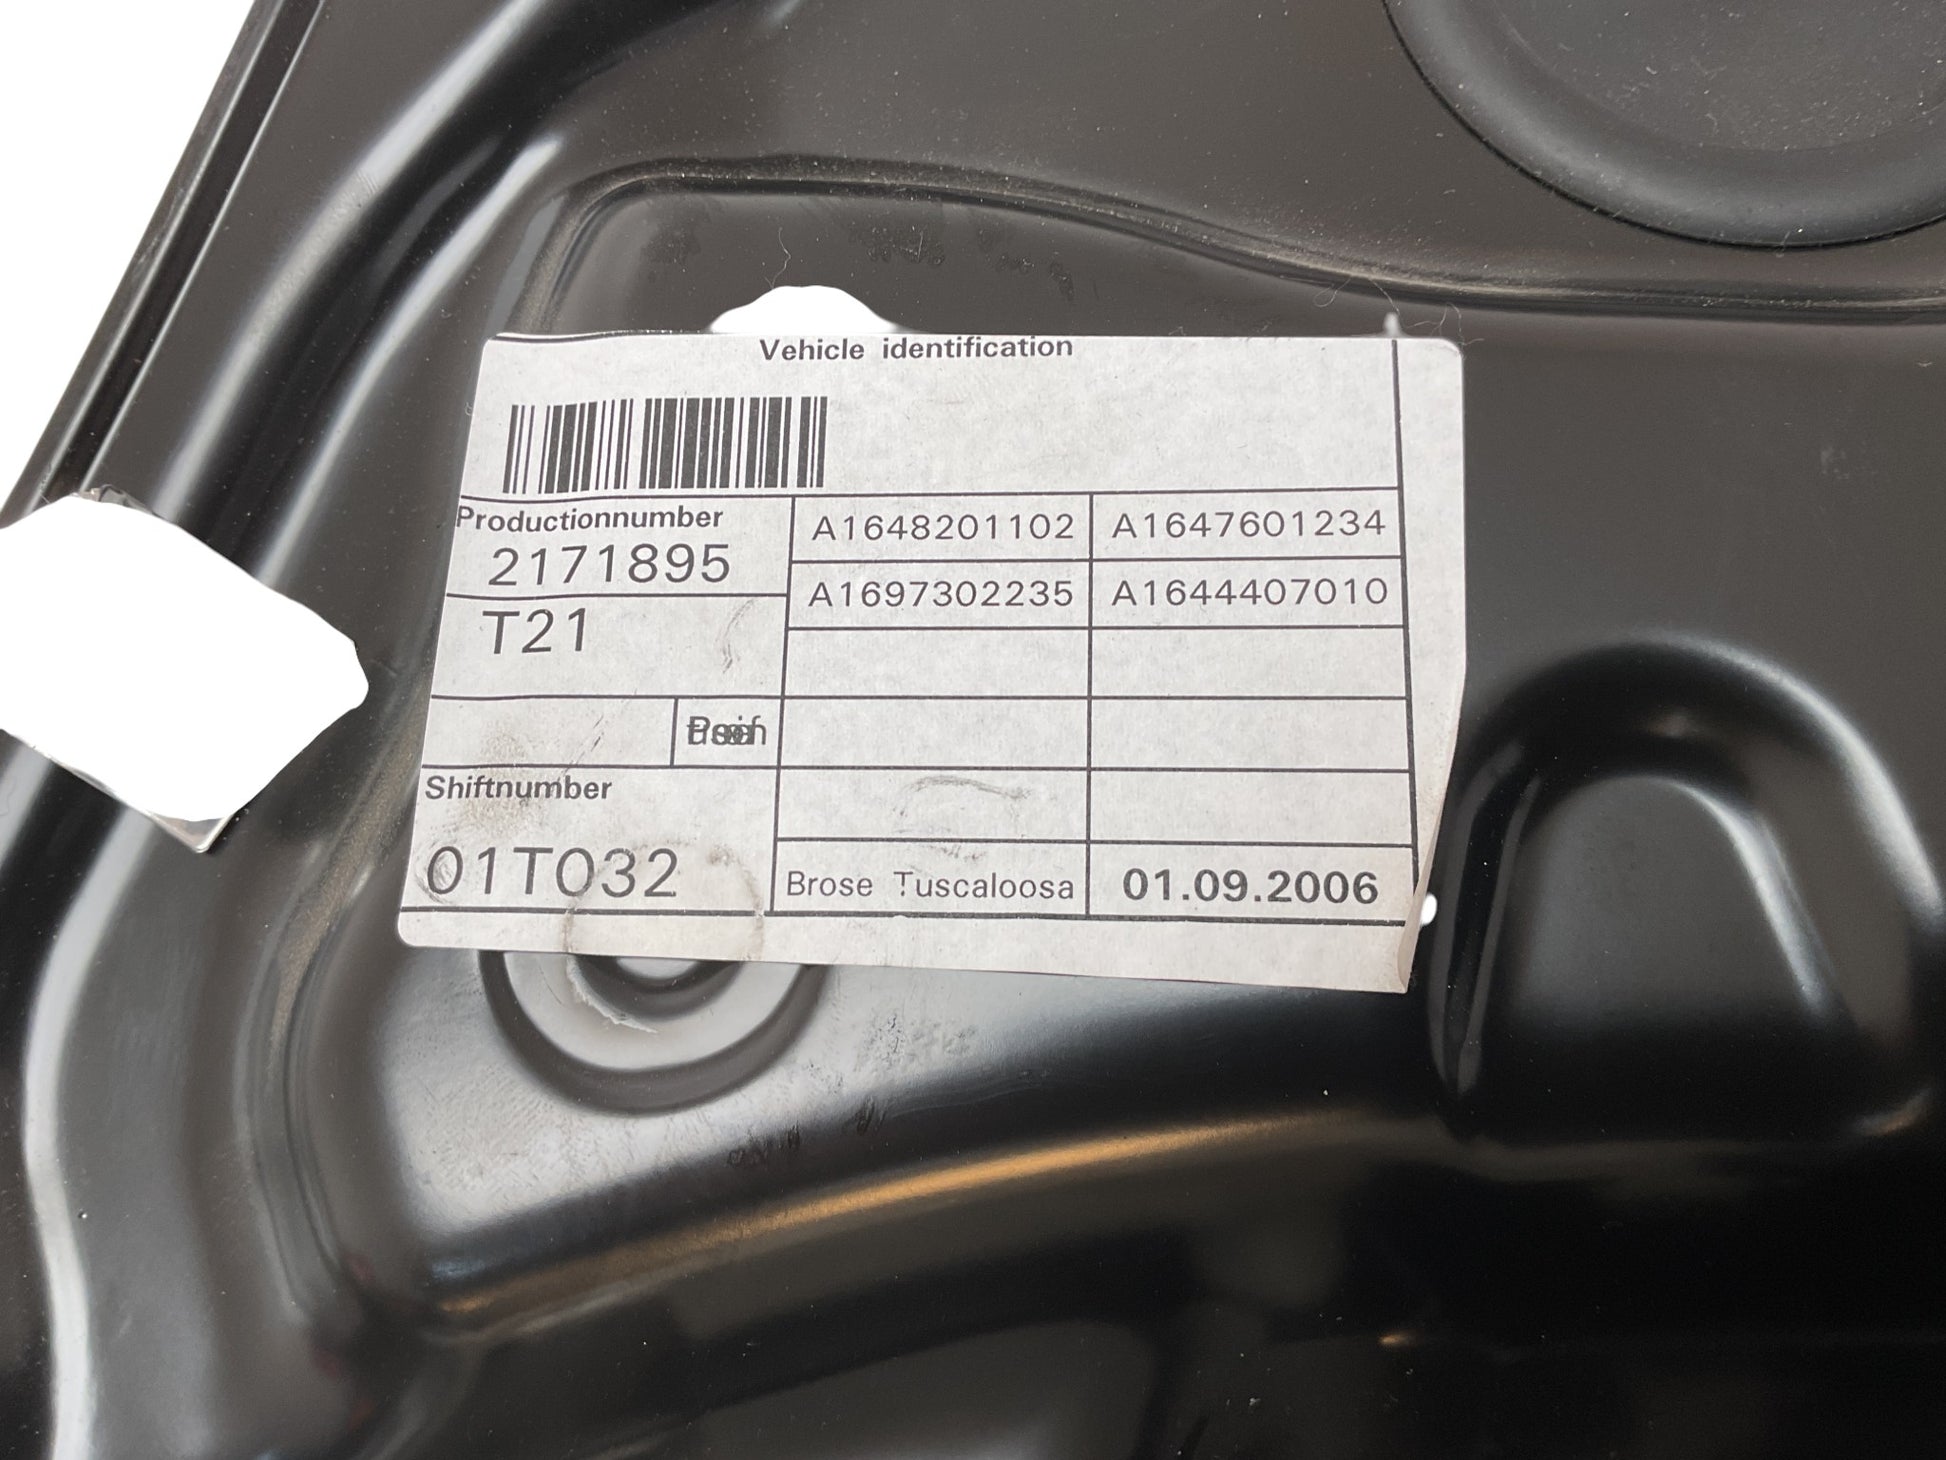 Vehicle identification
Productionnumber
2171895
T21
A1648201102 A1647601234
A1697302235 A1644407010
Shiftnumber
01T032
Brose Tuscaloosa 01.09.2006